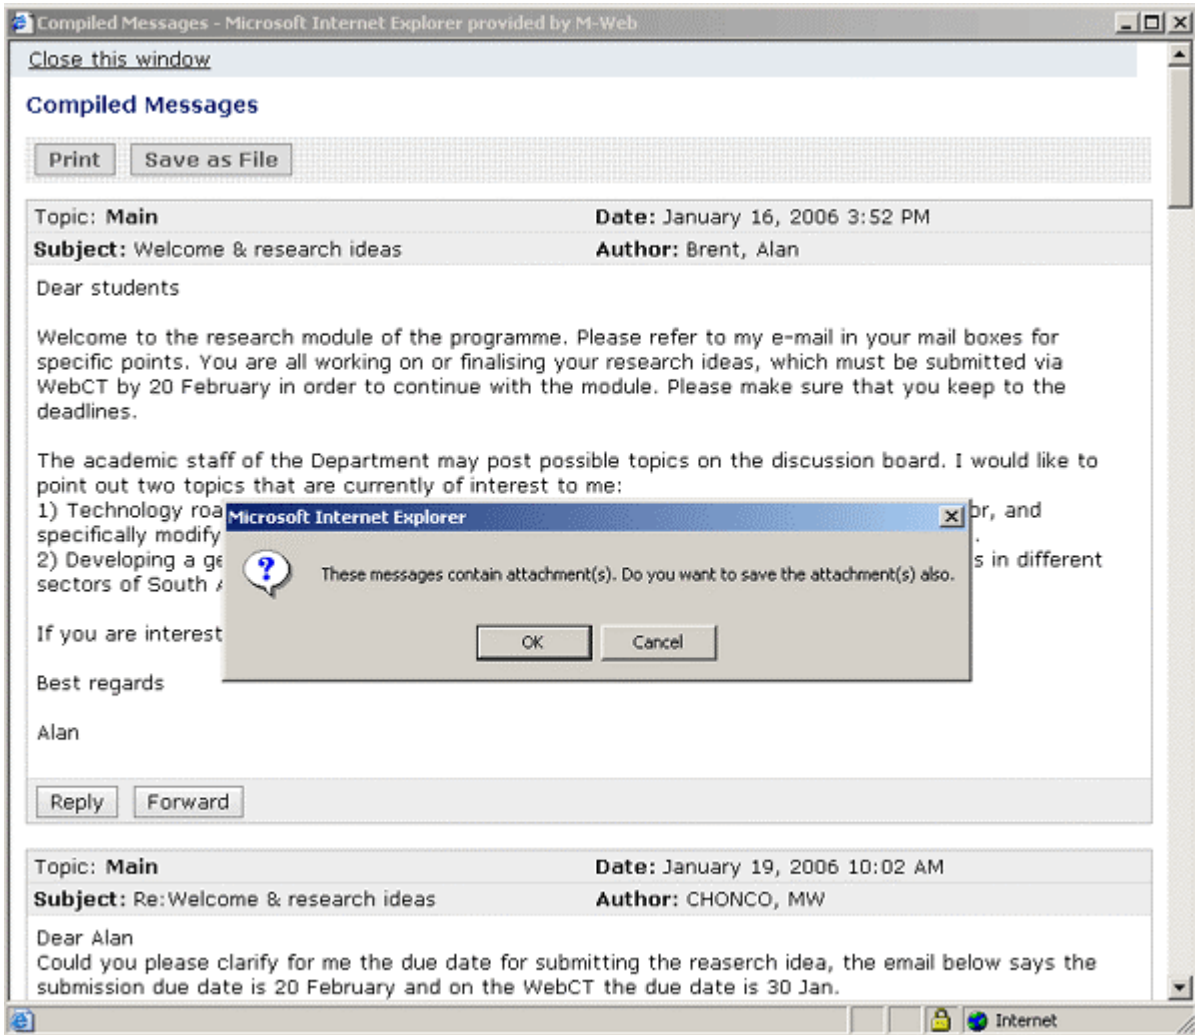 Compiled Messages - Microsoft Internet Explorer provided by M-Web
Close this window
Compiled Messages
Print Save as File
Topic: Main Date: January 16, 2006 3:52 PM
Subject: Welcome & research ideas Author: Brent, Alan
Dear students
Welcome to the research module of the programme. Please refer to my e-mail in your mail boxes for
specific points. You are all working on or finalising your research ideas, which must be submitted via
WebCT by 20 February in order to continue with the module. Please make sure that you keep to the
deadlines.
The academic staff of the Department may post possible topics on the discussion board. I would like to
point out two topics that are currently of interest to me:
1) Technology roa or, and
specifically modify .
2) Developing a ge s in different
sectors of South A
If you are interest
Microsoft Internet Explorer
These messages contain attachment(s). Do you want to save the attachment(s) also.
OK Cancel
Best regards
Alan
Reply Forward
Topic: Main Date: January 19, 2006 10:02 AM
Subject: Re:Welcome & research ideas Author: CHONCO, MW
Dear Alan
Could you please clarify for me the due date for submitting the reaserch idea, the email below says the
submission due date is 20 February and on the WebCT the due date is 30 Jan.
Internet